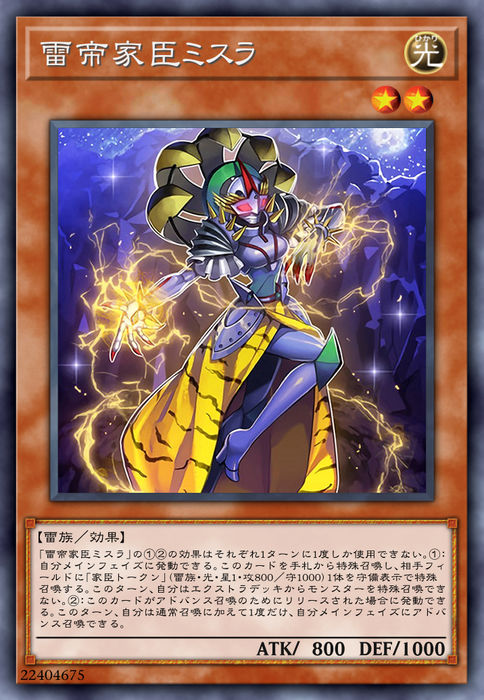 雷帝家臣ミスラ
ひかり
光
【雷族／効果】
「雷帝家臣ミスラ」の①②の効果はそれぞれ1ターンに1度しか使用できない。①:
自分メインフェイズに発動できる。このカードを手札から特殊召喚し、相手フィ
ールドに「家臣トークン」(雷族・光・星1・攻800／守1000)1体を守備表示で特殊
召喚する。このターン、自分はエクストラデッキからモンスターを特殊召喚でき
ない。②:このカードがアドバンス召喚のためにリリースされた場合に発動でき
る。このターン、自分は通常召喚に加えて1度だけ、自分メインフェイズにアドバ
ンス召喚できる。
ATK/ 800 DEF/1000
22404675